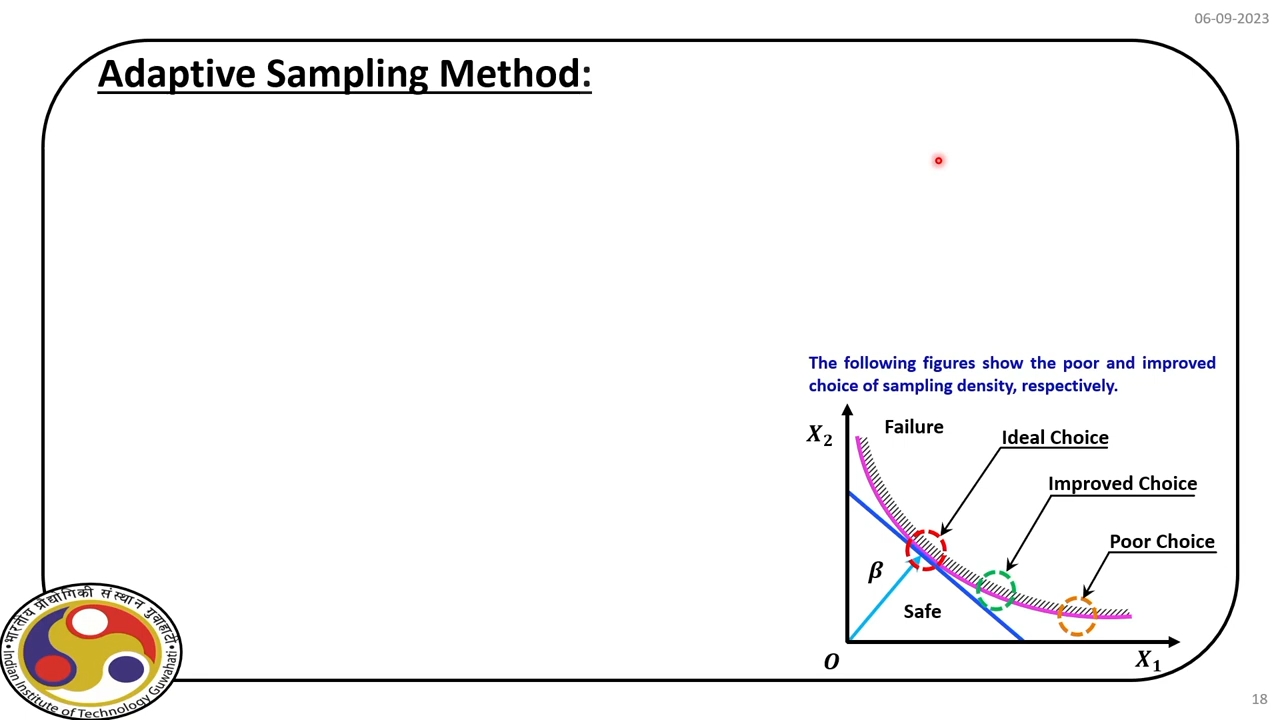 06-09-2023
Adaptive Sampling Method:
The following figures show the poor and improved
choice of sampling density, respectively.
X₂
Failure
Ideal Choice
Improved Choice
Poor Choice
β
Safe
O
X₁
भारतीय प्रौद्योगिकी संस्थान गुवाहाटी
Indian Institute of Technology Guwahati
18